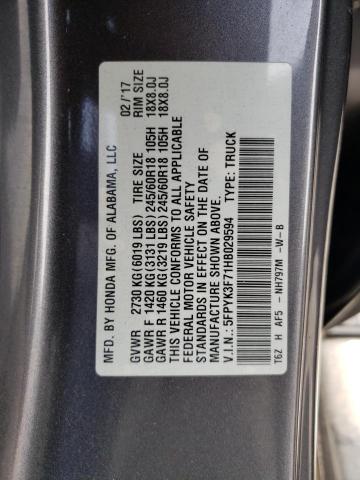 MFD. BY HONDA MFG. OF ALABAMA, LLC 02/'17
GVWR 2730 KG(6019 LBS) TIRE SIZE RIM SIZE
GAWR F 1420 KG(3131 LBS) 245/60R18 105H 18X8.0J
GAWR R 1460 KG(3219 LBS) 245/60R18 105H 18X8.0J
THIS VEHICLE CONFORMS TO ALL APPLICABLE
FEDERAL MOTOR VEHICLE SAFETY
STANDARDS IN EFFECT ON THE DATE OF
MANUFACTURE SHOWN ABOVE.
V.I.N.: 5FPYK3F71HB029594 TYPE: TRUCK
T6Z H AF5 - NH797M -W-B